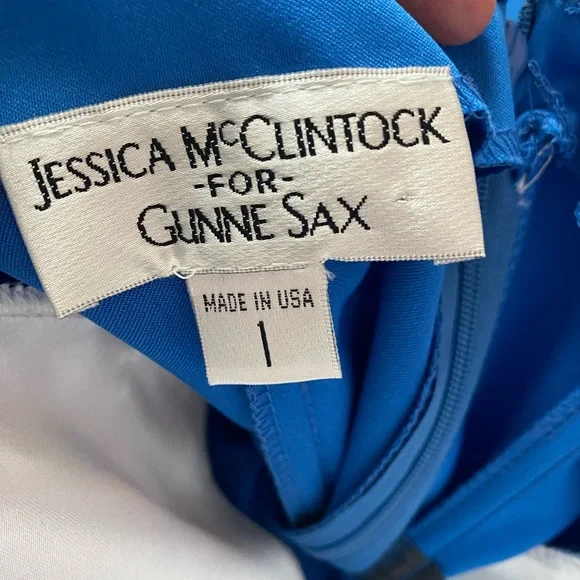 JESSICA MCCLINTOCK
-FOR-
GUNNE SAX
MADE IN USA
1